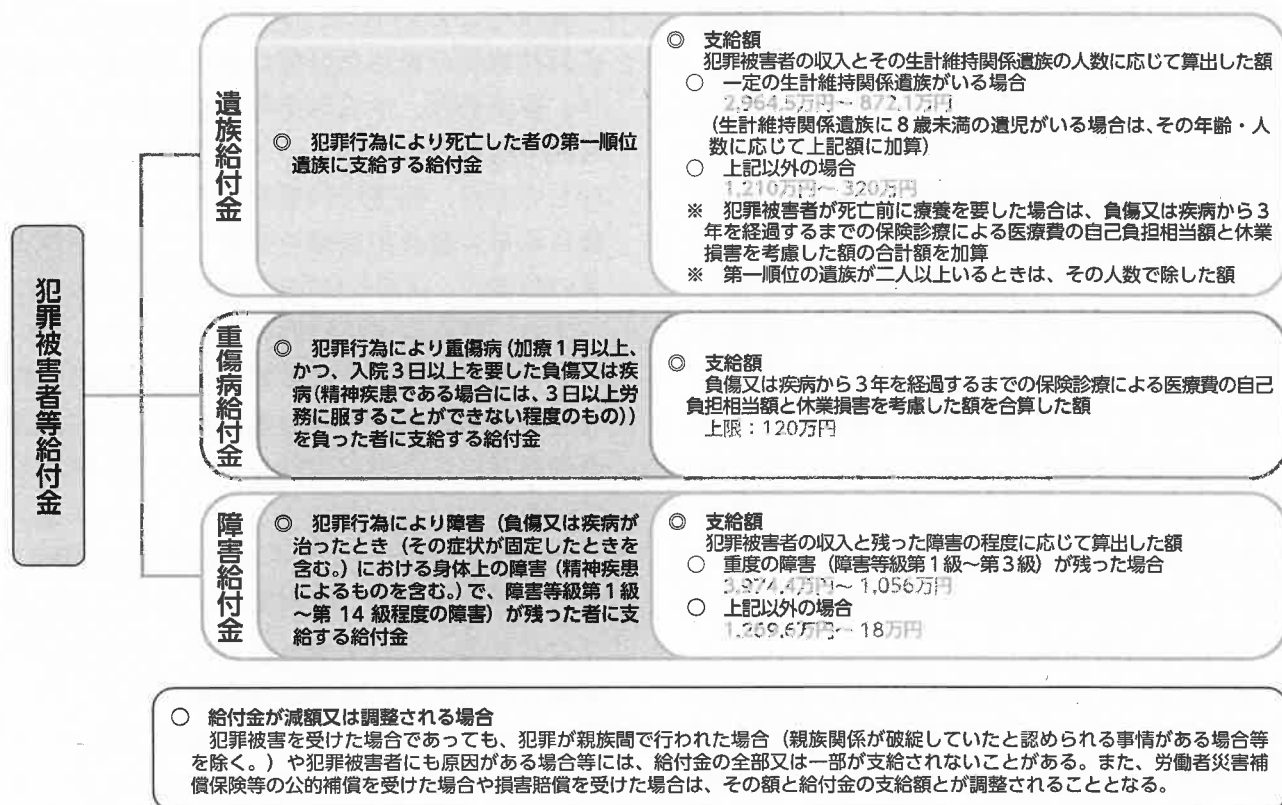 犯罪被害者等給付金
遺族給付金
◎ 犯罪行為により死亡した者の第一順位
遺族に支給する給付金
◎ 支給額
犯罪被害者の収入とその生計維持関係遺族の人数に応じて算出した額
○ 一定の生計維持関係遺族がいる場合
2,964.5万円~ 872.1万円
(生計維持関係遺族に8歳未満の遺児がいる場合は、その年齢・人
数に応じて上記額に加算)
○ 上記以外の場合
1,210万円~ 320万円
※ 犯罪被害者が死亡前に療養を要した場合は、負傷又は疾病から3
年を経過するまでの保険診療による医療費の自己負担相当額と休業
損害を考慮した額の合計額を加算
※ 第一順位の遺族が二人以上いるときは、その人数で除した額
重傷病給付金
◎ 犯罪行為により重傷病(加療1月以上、
かつ、入院3日以上を要した負傷又は疾
病(精神疾患である場合には、3日以上労
務に服することができない程度のもの))
を負った者に支給する給付金
◎ 支給額
負傷又は疾病から3年を経過するまでの保険診療による医療費の自己
負担相当額と休業損害を考慮した額を合算した額
上限:120万円
障害給付金
◎ 犯罪行為により障害(負傷又は疾病が
治ったとき(その症状が固定したときを
含む。)における身体上の障害(精神疾患
によるものを含む。)で、障害等級第1級
~第 14 級程度の障害)が残った者に支
給する給付金
◎ 支給額
犯罪被害者の収入と残った障害の程度に応じて算出した額
○ 重度の障害(障害等級第1級~第3級)が残った場合
3,974.4万円~ 1,056万円
○ 上記以外の場合
1,269.6万円~ 18万円
○ 給付金が減額又は調整される場合
犯罪被害を受けた場合であっても、犯罪が親族間で行われた場合(親族関係が破綻していたと認められる事情がある場合等
を除く。)や犯罪被害者にも原因がある場合等には、給付金の全部又は一部が支給されないことがある。また、労働者災害補
償保険等の公的補償を受けた場合や損害賠償を受けた場合は、その額と給付金の支給額とが調整されることとなる。